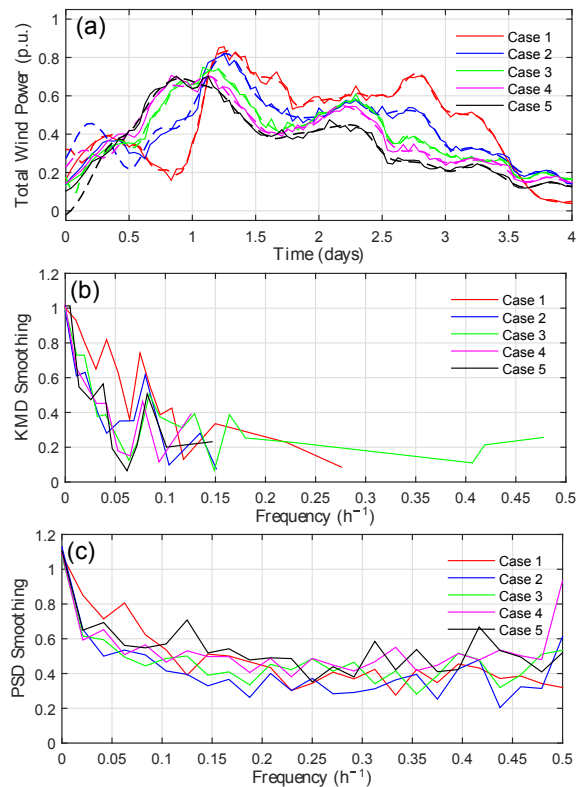 (a)
Total Wind Power (p.u.)
1
0.8
0.6
0.4
0.2
0
Case 1
Case 2
Case 3
Case 4
Case 5
0 0.5 1 1.5 2 2.5 3 3.5 4
Time (days)
(b)
KMD Smoothing
1.2
1
0.8
0.6
0.4
0.2
0
Case 1
Case 2
Case 3
Case 4
Case 5
0 0.05 0.1 0.15 0.2 0.25 0.3 0.35 0.4 0.45 0.5
Frequency (h⁻¹)
(c)
PSD Smoothing
1.2
1
0.8
0.6
0.4
0.2
0
Case 1
Case 2
Case 3
Case 4
Case 5
0 0.05 0.1 0.15 0.2 0.25 0.3 0.35 0.4 0.45 0.5
Frequency (h⁻¹)